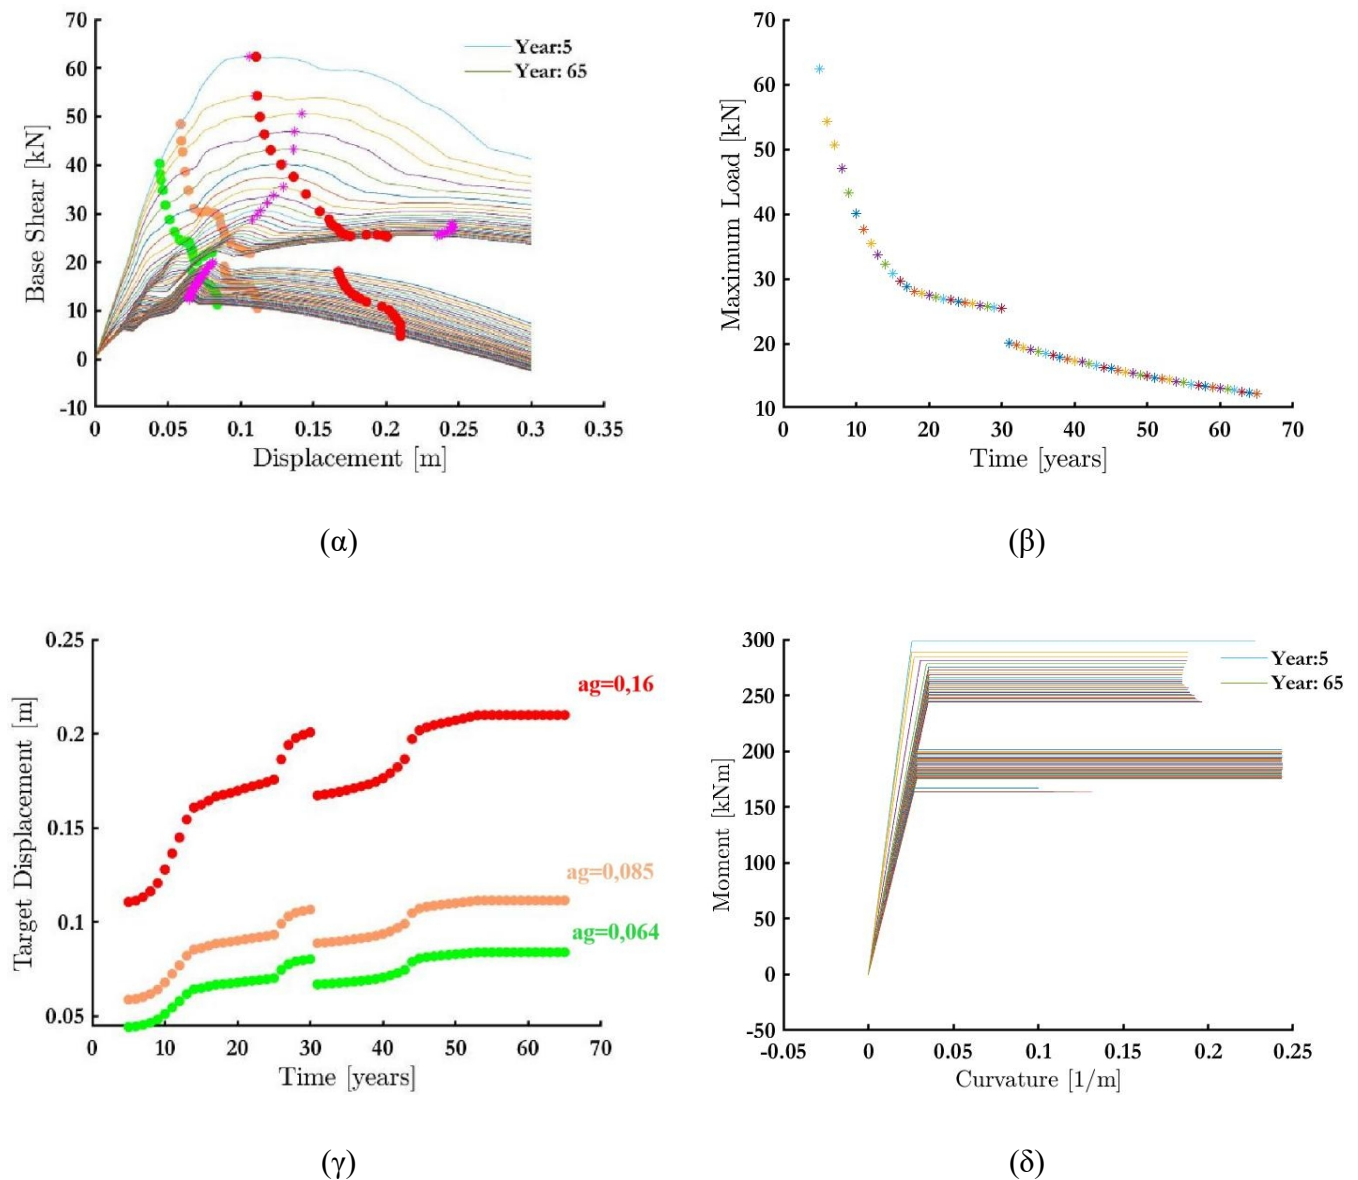 70
60
50
40
30
20
10
0
-10
Base Shear [kN]
Year:5
Year: 65
0 0.05 0.1 0.15 0.2 0.25 0.3 0.35
Displacement [m]
(α)
70
60
50
40
30
20
10
Maximum Load [kN]
0 10 20 30 40 50 60 70
Time [years]
(β)
0.25
0.2
0.15
0.1
0.05
Target Displacement [m]
ag=0,16
ag=0,085
ag=0,064
0 10 20 30 40 50 60 70
Time [years]
(γ)
300
250
200
150
100
50
0
-50
Moment [kNm]
Year:5
Year: 65
-0.05 0 0.05 0.1 0.15 0.2 0.25
Curvature [1/m]
(δ)